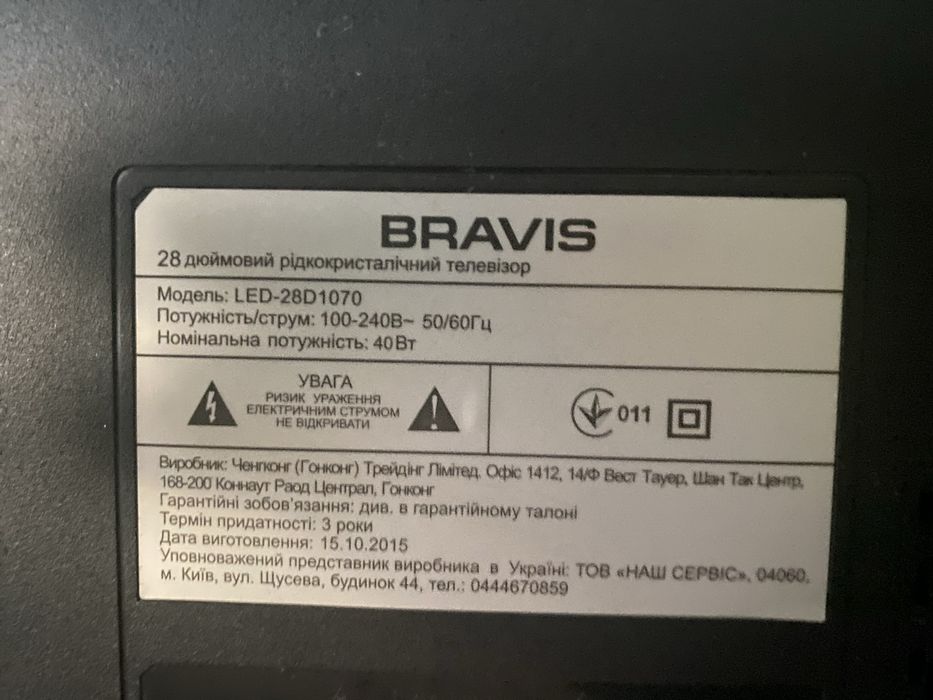 BRAVIS
28 дюймовий рідкокристалічний телевізор
Модель: LED-28D1070
Потужність/струм: 100-240В~ 50/60Гц
Номінальна потужність: 40Вт
УВАГА
РИЗИК УРАЖЕННЯ
ЕЛЕКТРИЧНИМ СТРУМОМ
НЕ ВІДКРИВАТИ
011
Виробник: Ченгконг (Гонконг) Трейдінг Лімітед. Офіс 1412, 14/Ф Вест Тауер, Шан Так Центр,
168-200 Коннаут Раод Централ, Гонконг
Гарантійні зобов'язання: див. в гарантійному талоні
Термін придатності: 3 роки
Дата виготовлення: 15.10.2015
Уповноважений представник виробника в Україні: ТОВ «НАШ СЕРВІС», 04060,
м. Київ, вул. Щусева, будинок 44, тел.: 0444670859